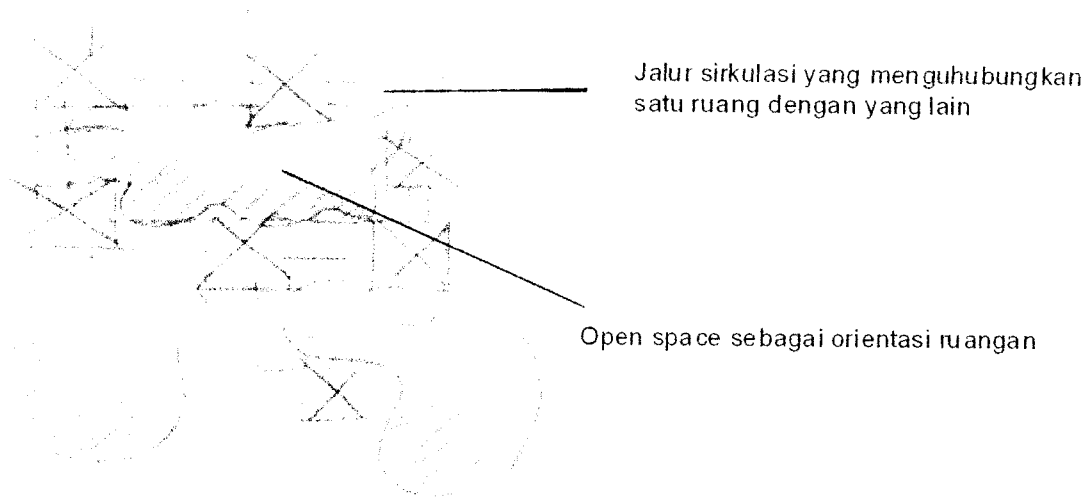 Jalur sirkulasi yang menguhubungkan
satu ruang dengan yang lain
Open space sebagai orientasi ruangan